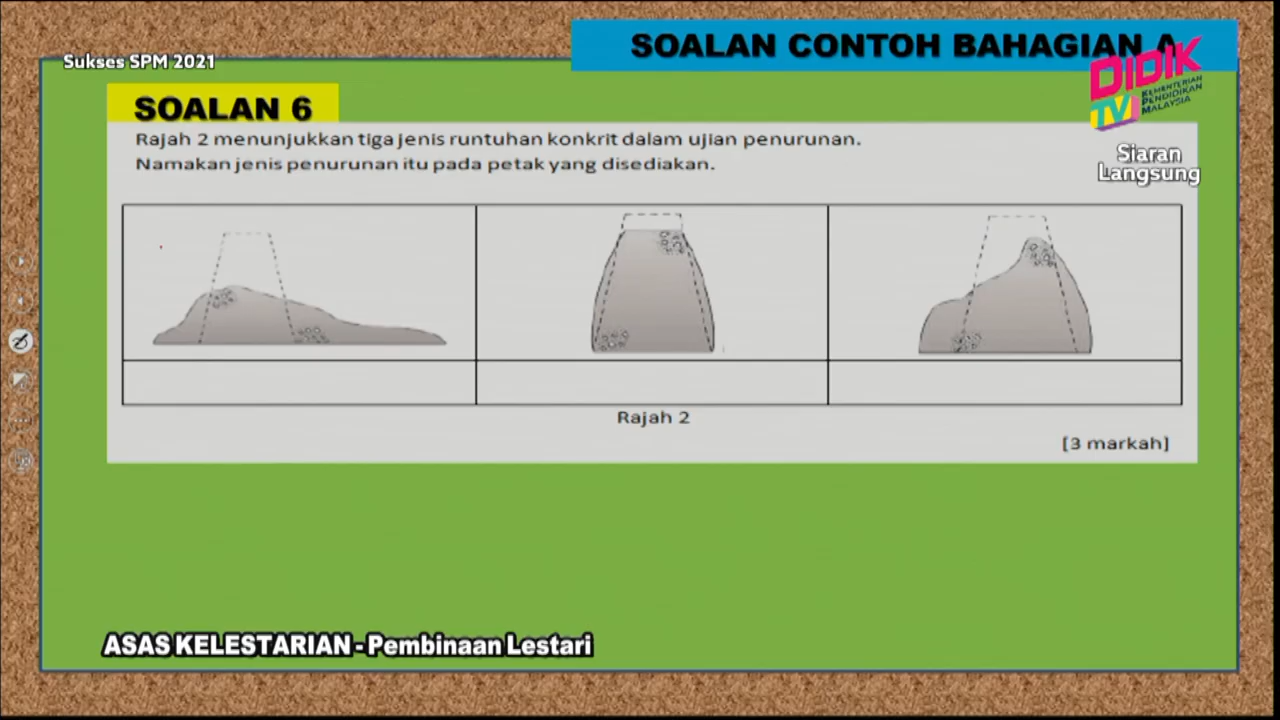 SOALAN CONTOH BAHAGIAN A
Sukses SPM 2021
DIDIK
TV
KEMENTERIAN
PENDIDIKAN
MALAYSIA
SOALAN 6
Rajah 2 menunjukkan tiga jenis runtuhan konkrit dalam ujian penurunan.
Namakan jenis penurunan itu pada petak yang disediakan.
Siaran
Langsung
Rajah 2
[3 markah]
ASAS KELESTARIAN - Pembinaan Lestari